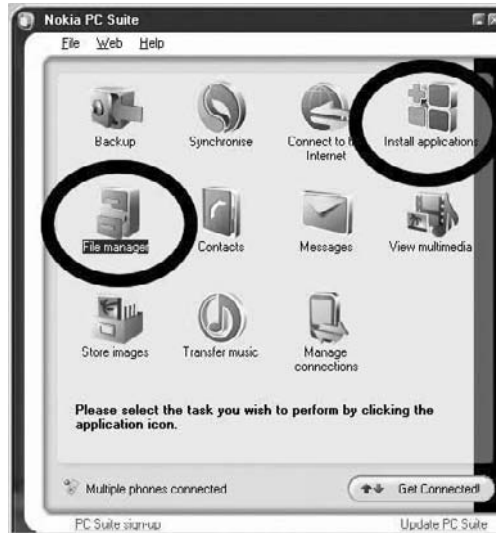 Nokia PC Suite
File Web Help
Backup Synchronise Connect to Install applications
Internet
File manager Contacts Messages View multimedia
Store images Transfer music Manage
connections
Please select the task you wish to perform by clicking the
application icon.
Multiple phones connected Get Connected!
PC Suite sign-up Update PC Suite